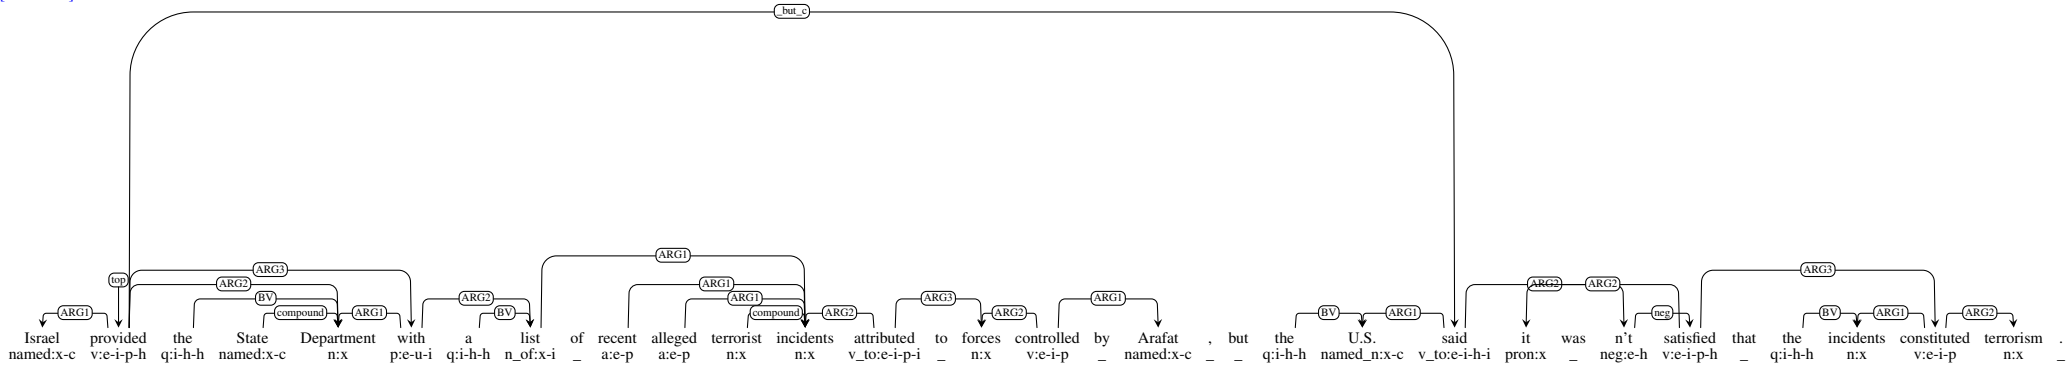 _but_c
ARG1
ARG3
top
ARG2 ARG2 ARG2 ARG3
BV ARG1
ARG1 ARG2 ARG1 ARG3 ARG1
ARG1 compound ARG1 BV compound ARG2 ARG2 BV ARG1 neg BV ARG1 ARG2
Israel provided the State Department with a list of recent alleged terrorist incidents attributed to forces controlled by Arafat , but the U.S. said it was n't satisfied that the incidents constituted terrorism .
named:x-c v:e-i-p-h q:i-h-h named:x-c n:x p:e-u-i q:i-h-h n_of:x-i _ a:e-p a:e-p n:x n:x v_to:e-i-p-i _ n:x v:e-i-p _ named:x-c _ _ q:i-h-h named_n:x-c v_to:e-i-h-i pron:x _ neg:e-h v:e-i-p-h _ q:i-h-h n:x v:e-i-p n:x _